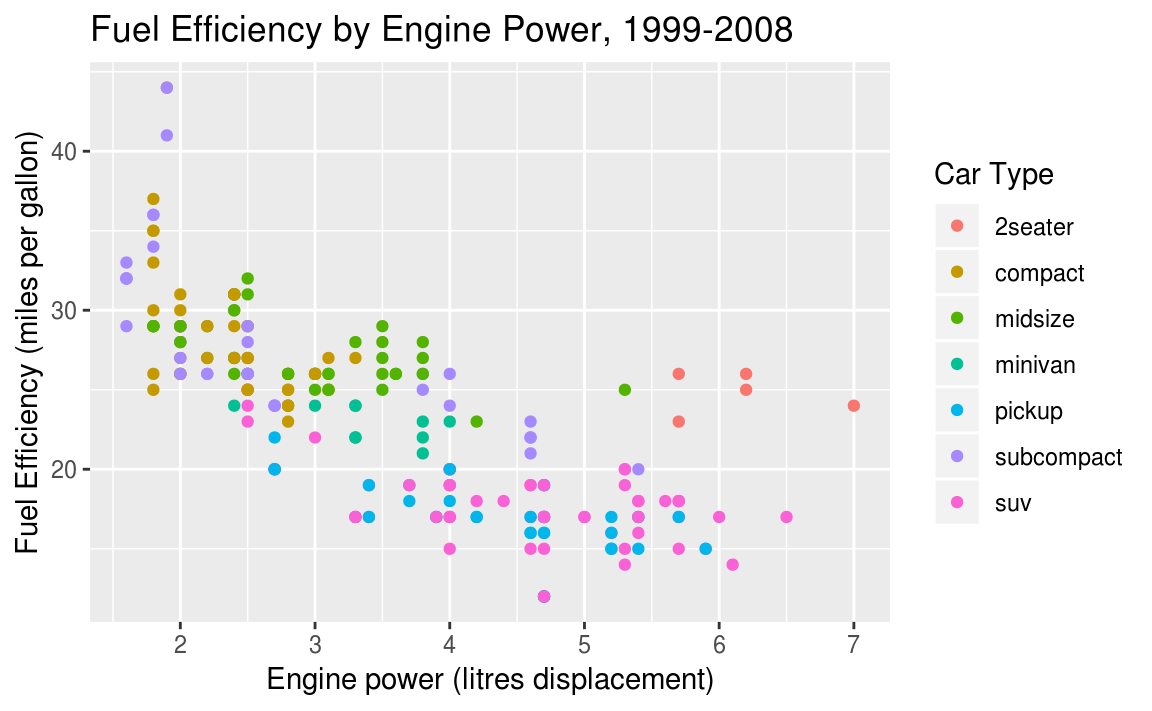 Fuel Efficiency by Engine Power, 1999-2008
Fuel Efficiency (miles per gallon)
40
30
20
2 3 4 5 6 7
Engine power (litres displacement)
Car Type
2seater
compact
midsize
minivan
pickup
subcompact
suv